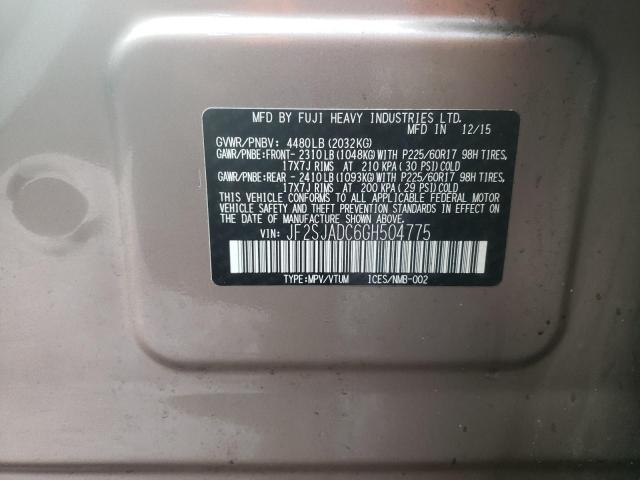 MFD BY FUJI HEAVY INDUSTRIES LTD.
MFD IN 12/15
GVWR/PNBV: 4480LB(2032KG)
GAWR/PNBE:FRONT- 2310LB(1048KG)WITH P225/60R17 98H TIRES,
17X7J RIMS AT 210 KPA(30 PSI)COLD
GAWR/PNBE:REAR - 2410LB(1093KG)WITH P225/60R17 98H TIRES,
17X7J RIMS AT 200 KPA(29 PSI)COLD
THIS VEHICLE CONFORMS TO ALL APPLICABLE FEDERAL MOTOR
VEHICLE SAFETY AND THEFT PREVENTION STANDARDS IN EFFECT
ON THE DATE OF MANUFACTURE SHOWN ABOVE.
VIN: JF2SJADC6GH504775
TYPE:MPV/VTUM ICES/NMB-002